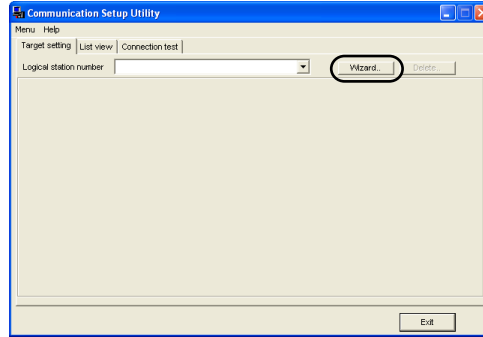 Communication Setup Utility
Menu Help
Target setting List view Connection test
Logical station number Wizard.. Delete...
Exit